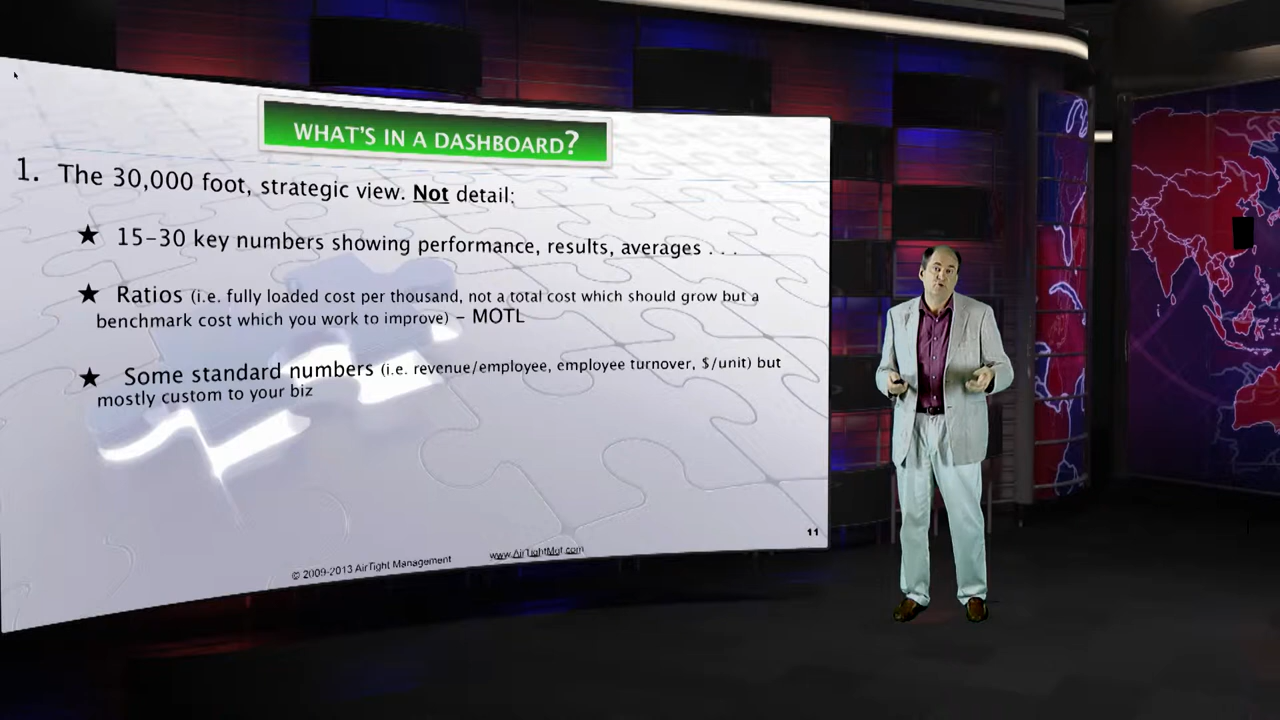 WHAT'S IN A DASHBOARD?
1. The 30,000 foot, strategic view. Not detail:
★ 15-30 key numbers showing performance, results, averages . . .
★ Ratios (i.e. fully loaded cost per thousand, not a total cost which should grow but a
benchmark cost which you work to improve) – MOTL
★ Some standard numbers (i.e. revenue/employee, employee turnover, $/unit) but
mostly custom to your biz
11
© 2009-2013 AirTight Management www.AirTightMgt.com